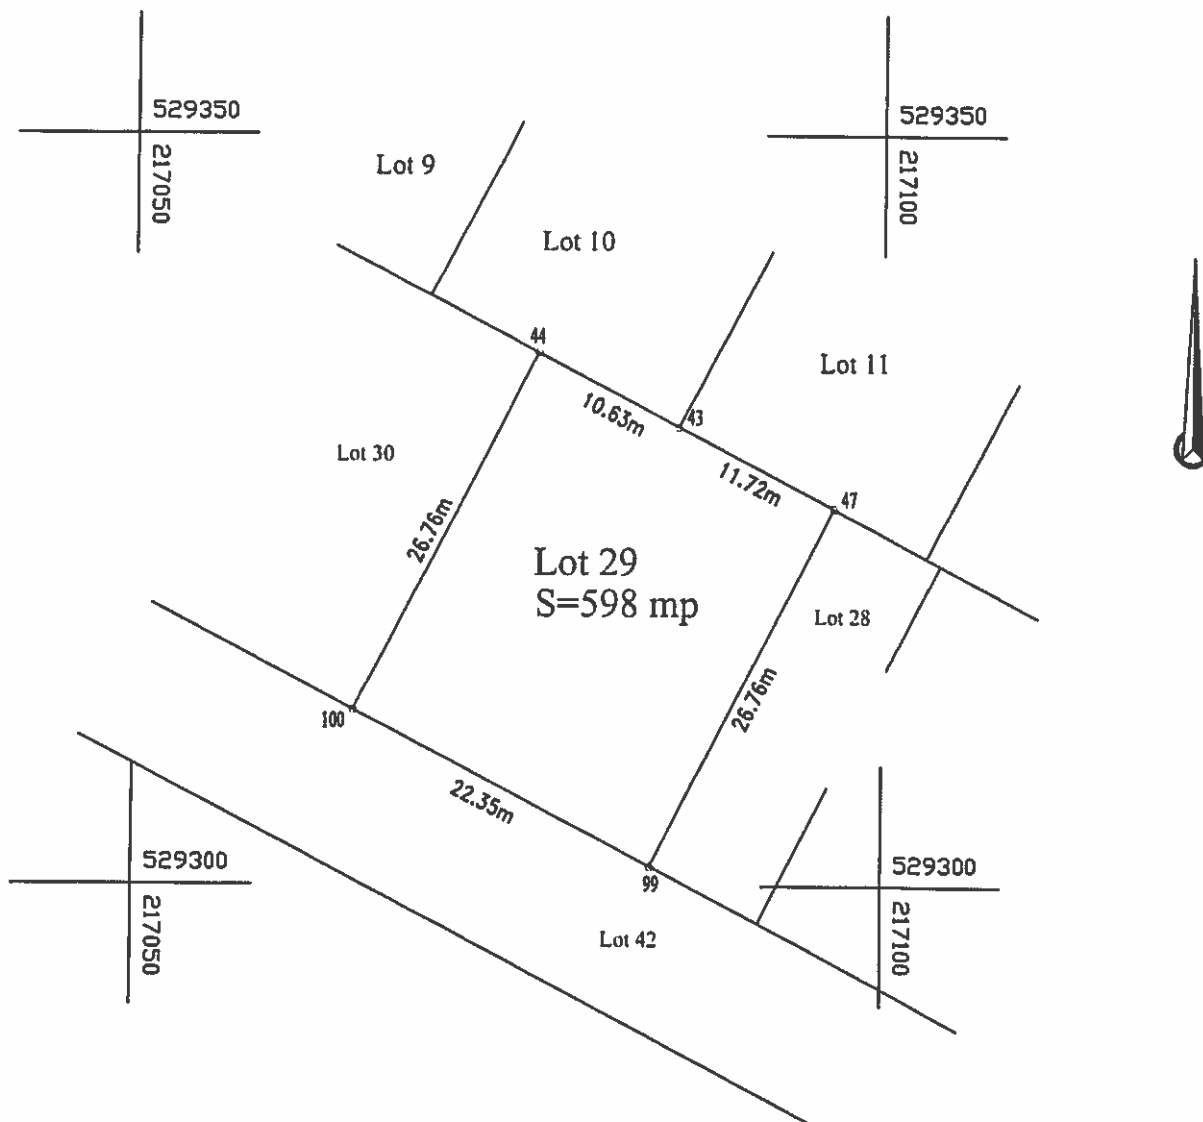 529350
217050
529350
217100
Lot 9
Lot 10
Lot 11
44
10.63m
43
11.72m
47
Lot 30
26.76m
Lot 29
S=598 mp
Lot 28
26.76m
100
22.35m
99
529300
217050
529300
217100
Lot 42